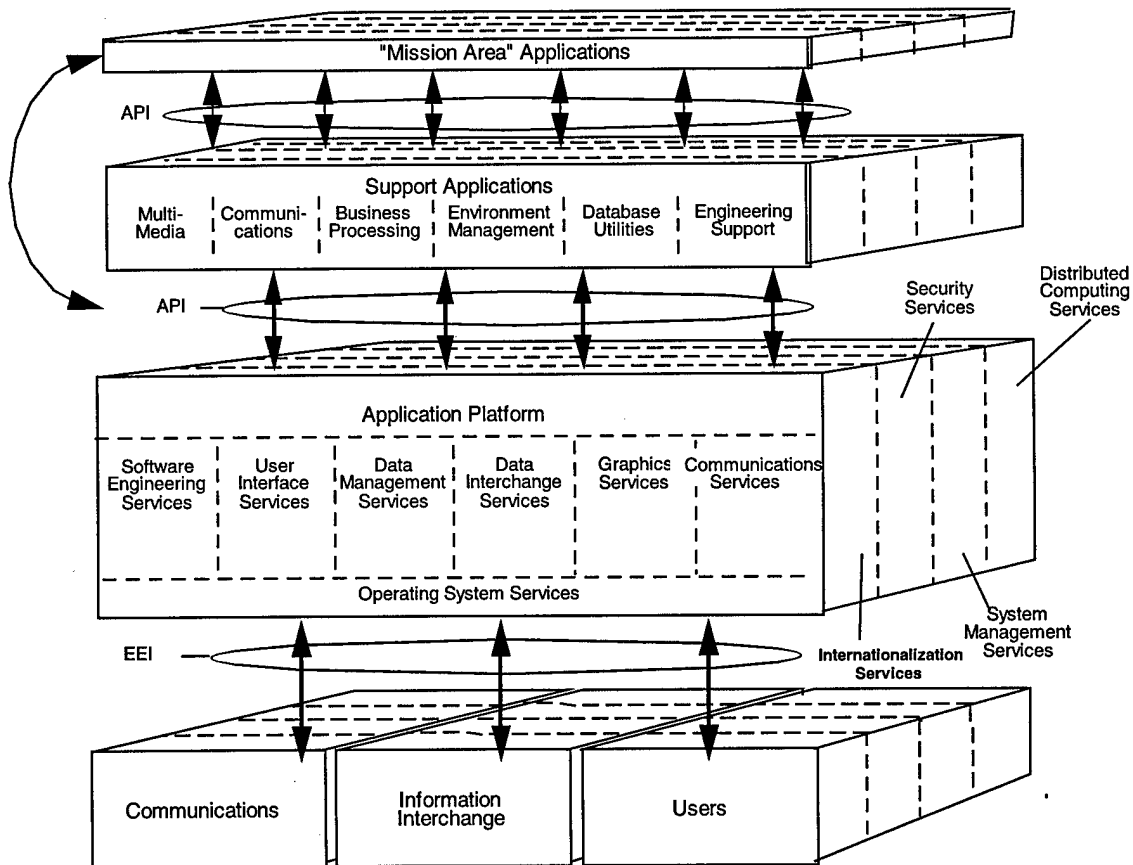 "Mission Area" Applications
API
Support Applications
Multi-
Media
Communi-
cations
Business
Processing
Environment
Management
Database
Utilities
Engineering
Support
API
Security
Services
Distributed
Computing
Services
Application Platform
Software
Engineering
Services
User
Interface
Services
Data
Management
Services
Data
Interchange
Services
Graphics
Services
Communications
Services
Operating System Services
EEI
Internationalization
Services
System
Management
Services
Communications
Information
Interchange
Users